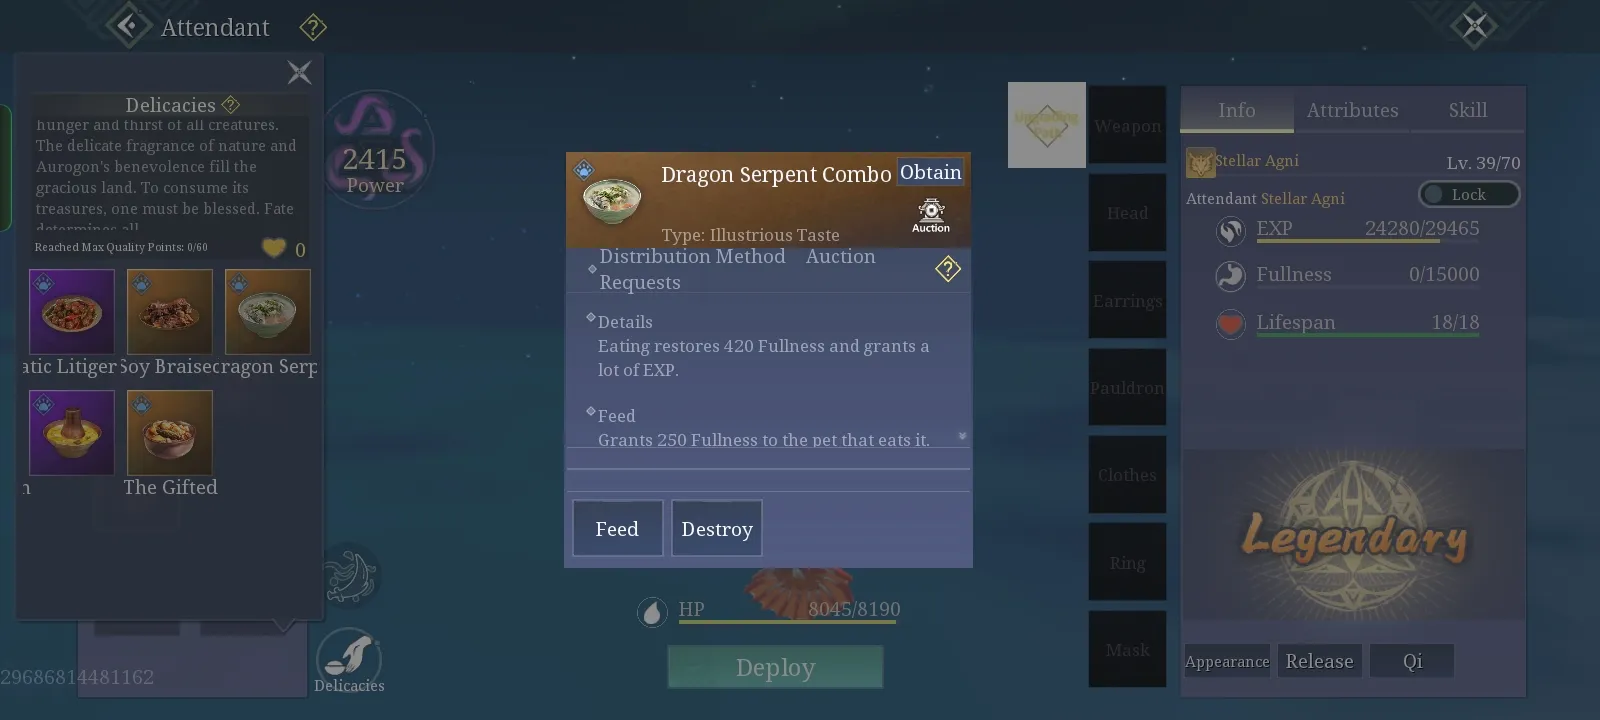 Attendant
Delicacies
hunger and thirst of all creatures.
The delicate fragrance of nature and
Aurogon's benevolence fill the
gracious land. To consume its
treasures, one must be blessed. Fate
determines all
Reached Max Quality Points: 0/60
0
atic Litiger
Soy Braised
ragon Serp
n
The Gifted
2415
Power
Dragon Serpent Combo
Obtain
Auction
Type: Illustrious Taste
Distribution Method Auction
Requests
Details
Eating restores 420 Fullness and grants a
lot of EXP.
Feed
Grants 250 Fullness to the pet that eats it.
Feed
Destroy
HP
8045/8190
Deploy
29686814481162
Delicacies
Upgrading
Path
Weapon
Head
Earrings
Pauldron
Clothes
Ring
Mask
Info
Attributes
Skill
Stellar Agni
Lv. 39/70
Attendant Stellar Agni
Lock
EXP
24280/29465
Fullness
0/15000
Lifespan
18/18
Legendary
Appearance
Release
Qi